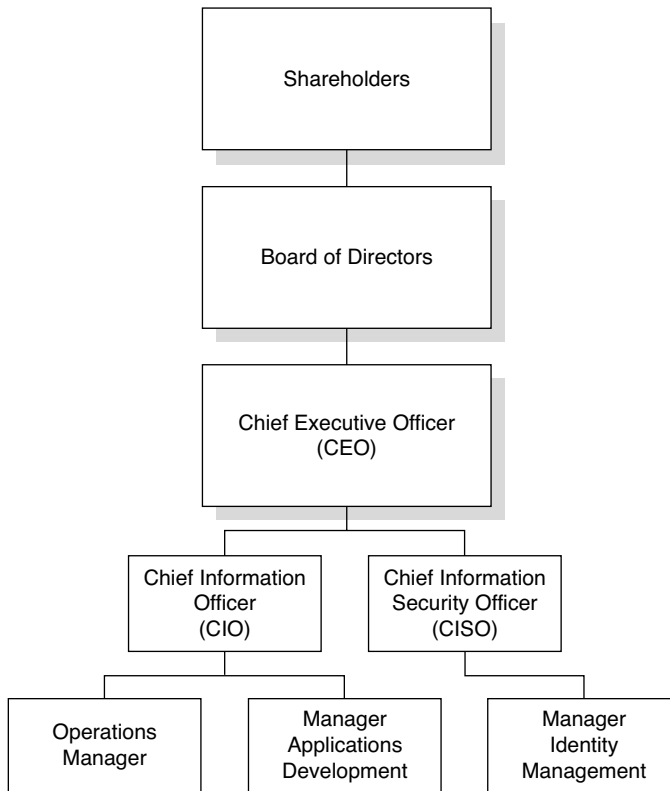 Shareholders
Board of Directors
Chief Executive Officer
(CEO)
Chief Information
Officer
(CIO)
Chief Information
Security Officer
(CISO)
Operations
Manager
Manager
Applications
Development
Manager
Identity
Management